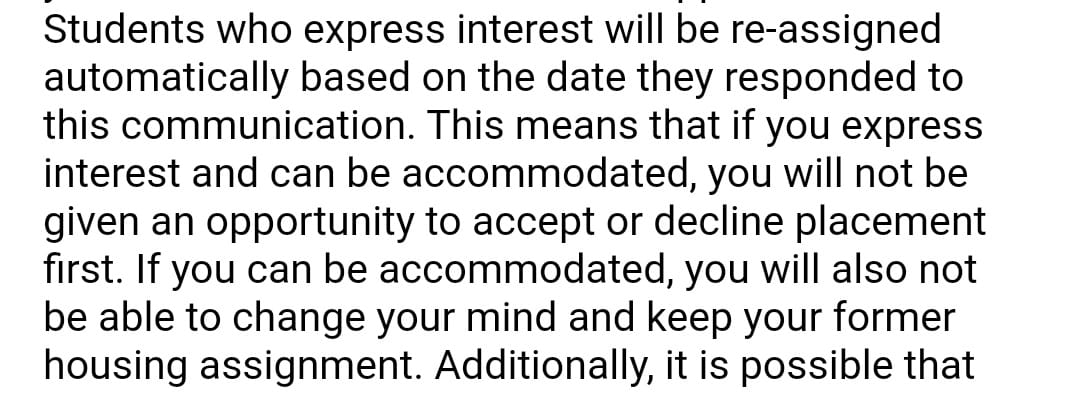 Students who express interest will be re-assigned
automatically based on the date they responded to
this communication. This means that if you express
interest and can be accommodated, you will not be
given an opportunity to accept or decline placement
first. If you can be accommodated, you will also not
be able to change your mind and keep your former
housing assignment. Additionally, it is possible that